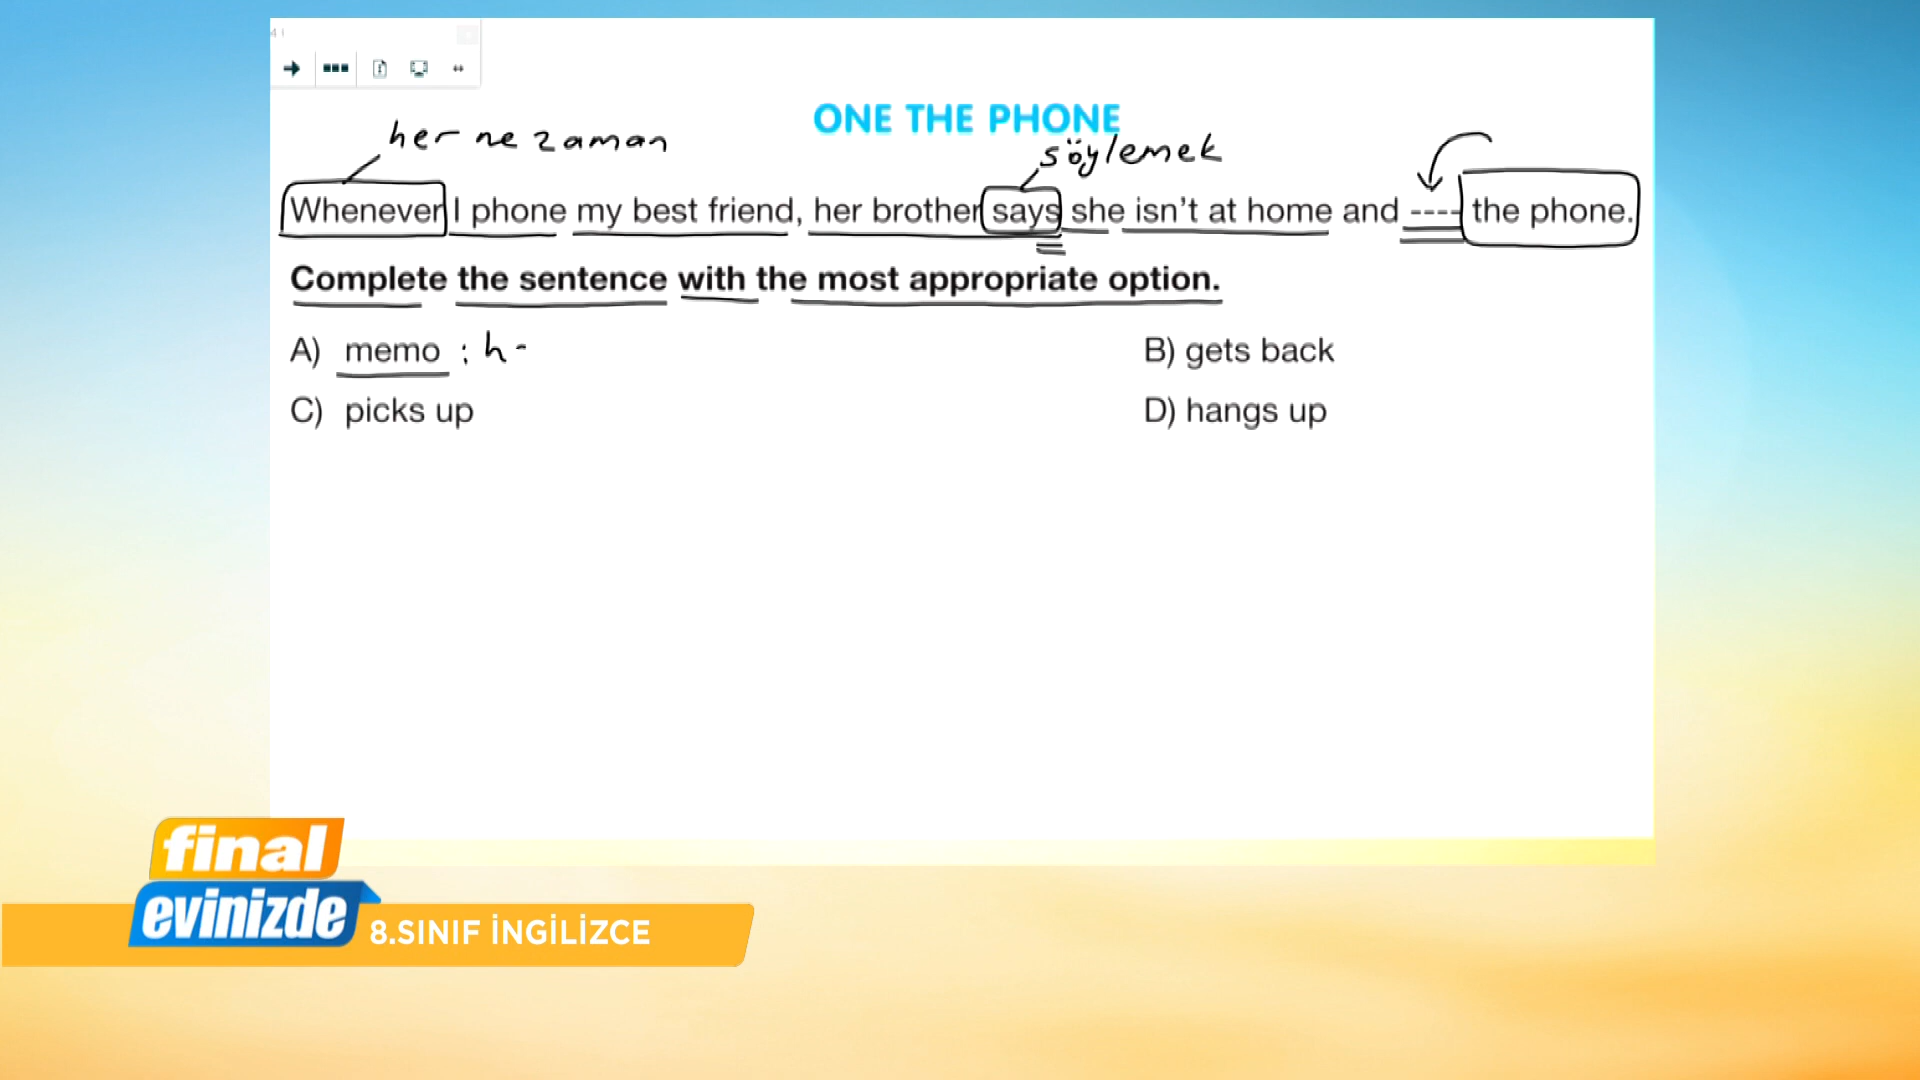 ONE THE PHONE
her ne zaman
söylemek
Whenever I phone my best friend, her brother says she isn't at home and ---- the phone.
Complete the sentence with the most appropriate option.
A) memo : h-
B) gets back
C) picks up
D) hangs up
final
evinizde
8.SINIF İNGİLİZCE